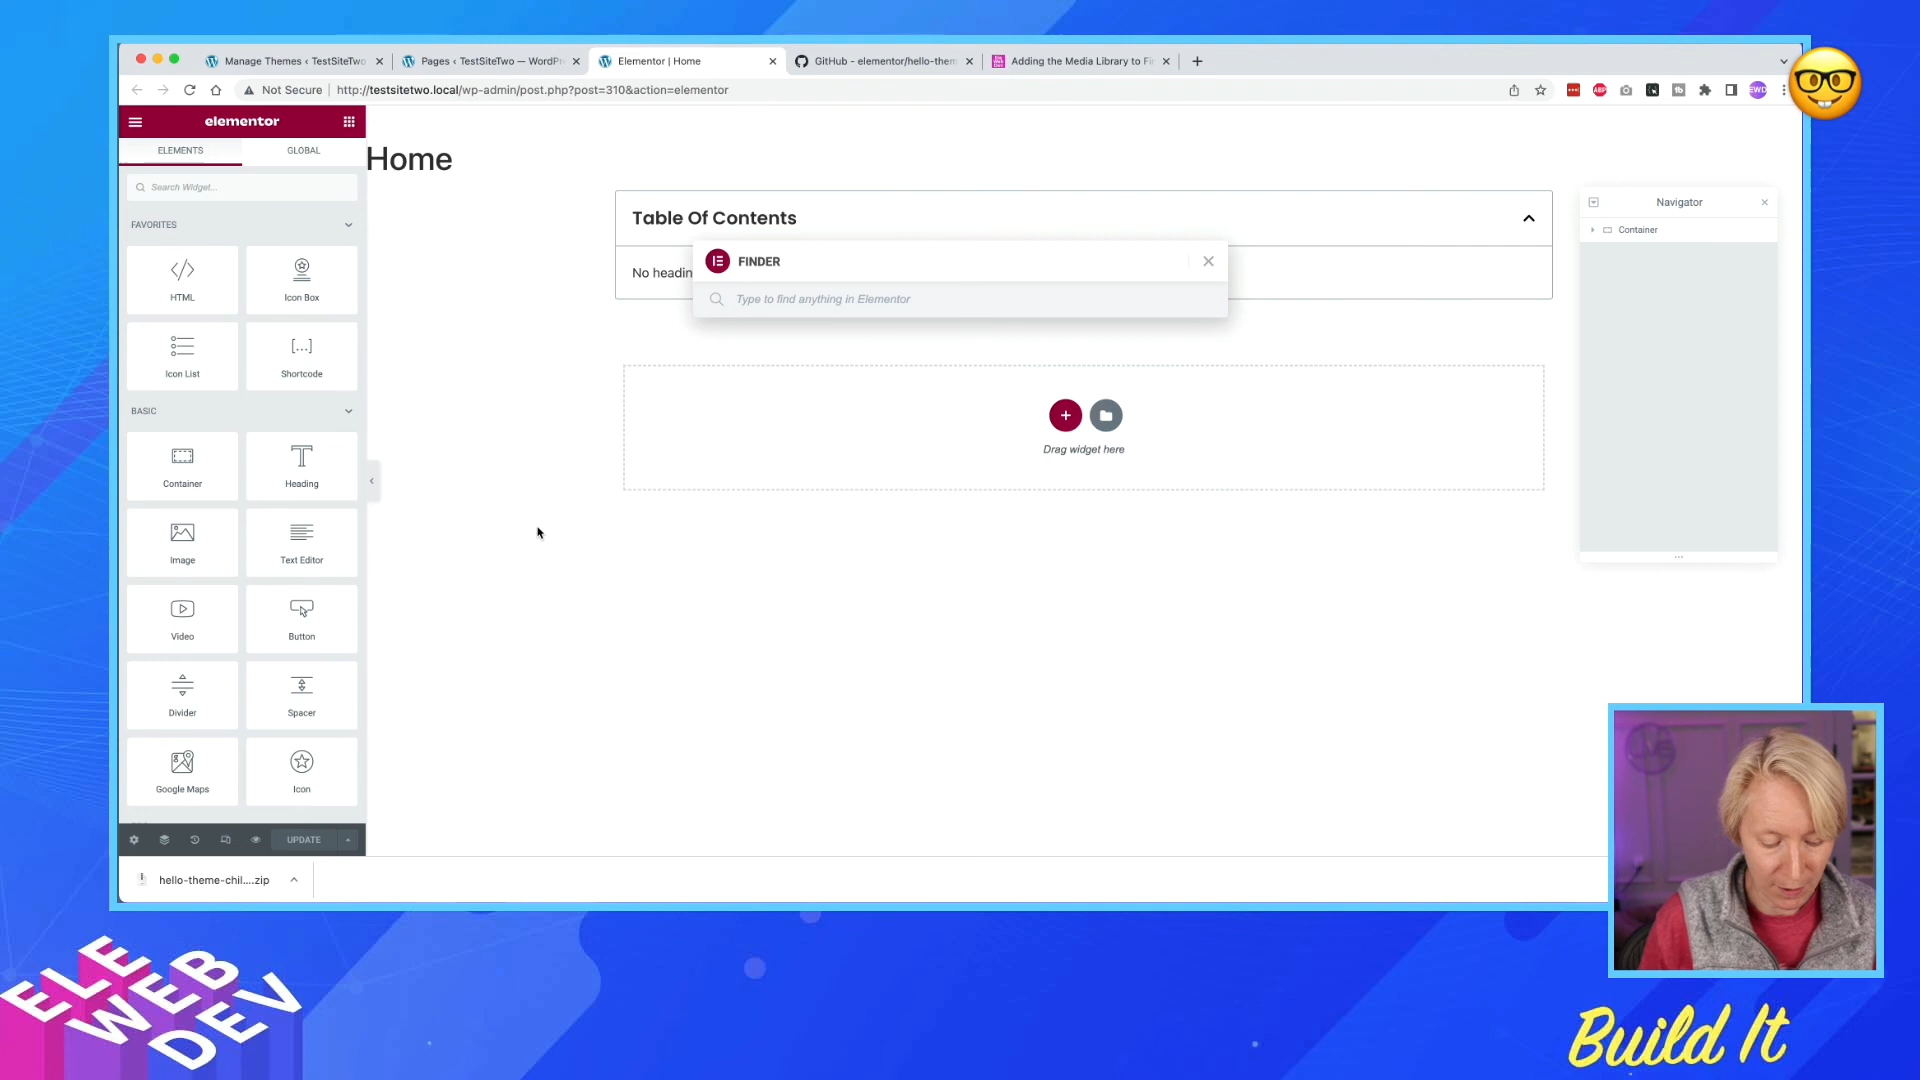 Manage Themes ‹ TestSiteTwo
Pages ‹ TestSiteTwo — WordPr
Elementor | Home
GitHub - elementor/hello-them
Adding the Media Library to Fi
Not Secure
http://testsitetwo.local/wp-admin/post.php?post=310&action=elementor
ABP
EWD
elementor
ELEMENTS
GLOBAL
Search Widget...
FAVORITES
HTML
Icon Box
Icon List
[...]
Shortcode
BASIC
Container
Heading
Image
Text Editor
Video
Button
Divider
Spacer
Google Maps
Icon
UPDATE
hello-theme-chil....zip
Home
Table Of Contents
No headin
FINDER
Type to find anything in Elementor
Drag widget here
Navigator
Container
ELE
WEB
DEV
Build It